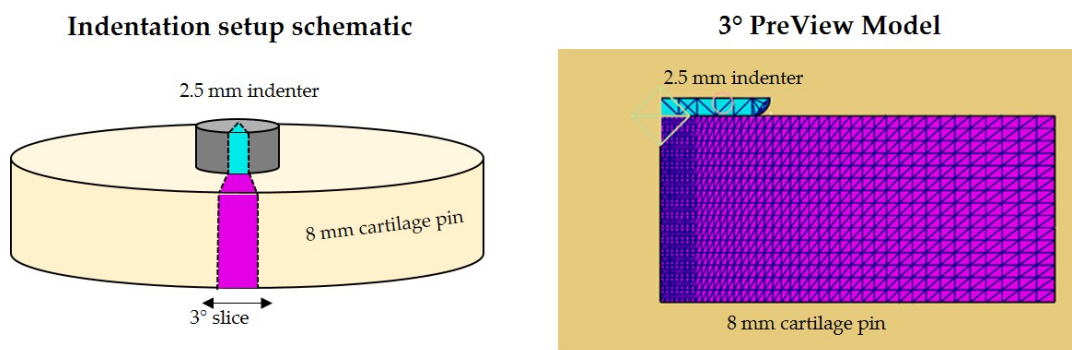 Indentation setup schematic
2.5 mm indenter
8 mm cartilage pin
3° slice
3° PreView Model
2.5 mm indenter
8 mm cartilage pin